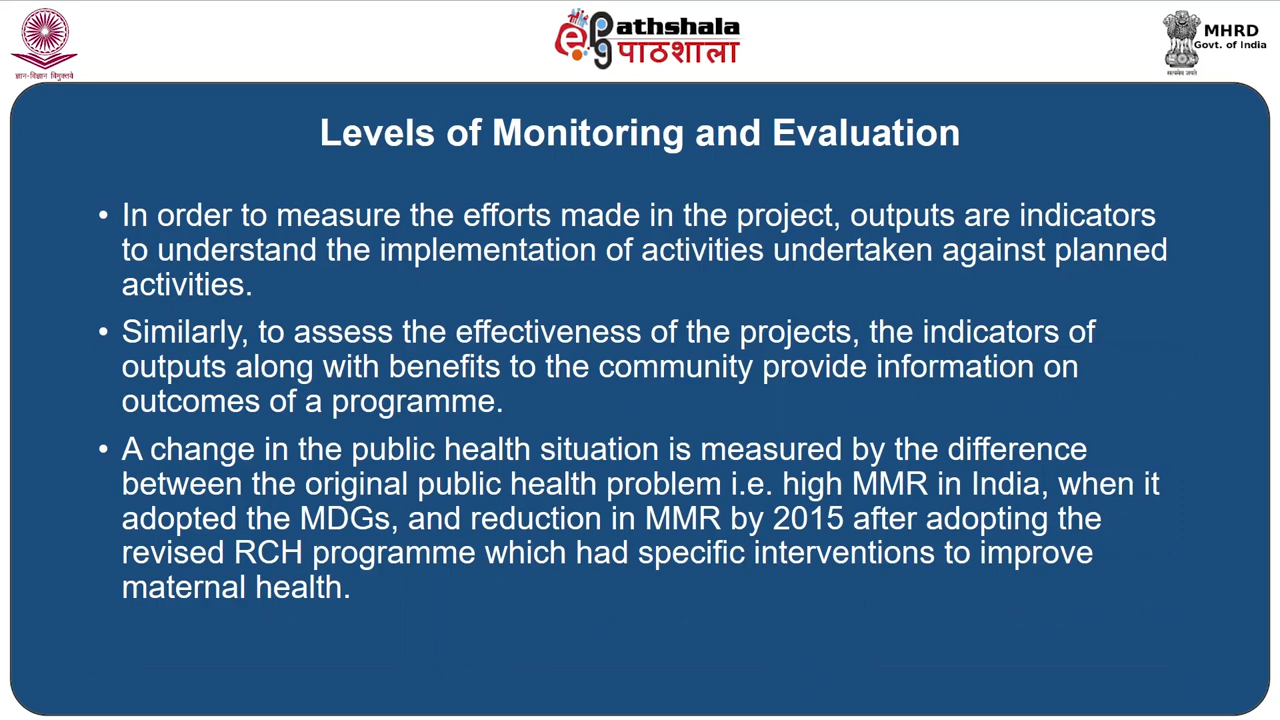 ज्ञान-विज्ञान विमुक्तये
ePathshala
पाठशाला
MHRD
Govt. of India
सत्यमेव जयते
Levels of Monitoring and Evaluation
• In order to measure the efforts made in the project, outputs are indicators
to understand the implementation of activities undertaken against planned
activities.
• Similarly, to assess the effectiveness of the projects, the indicators of
outputs along with benefits to the community provide information on
outcomes of a programme.
• A change in the public health situation is measured by the difference
between the original public health problem i.e. high MMR in India, when it
adopted the MDGs, and reduction in MMR by 2015 after adopting the
revised RCH programme which had specific interventions to improve
maternal health.